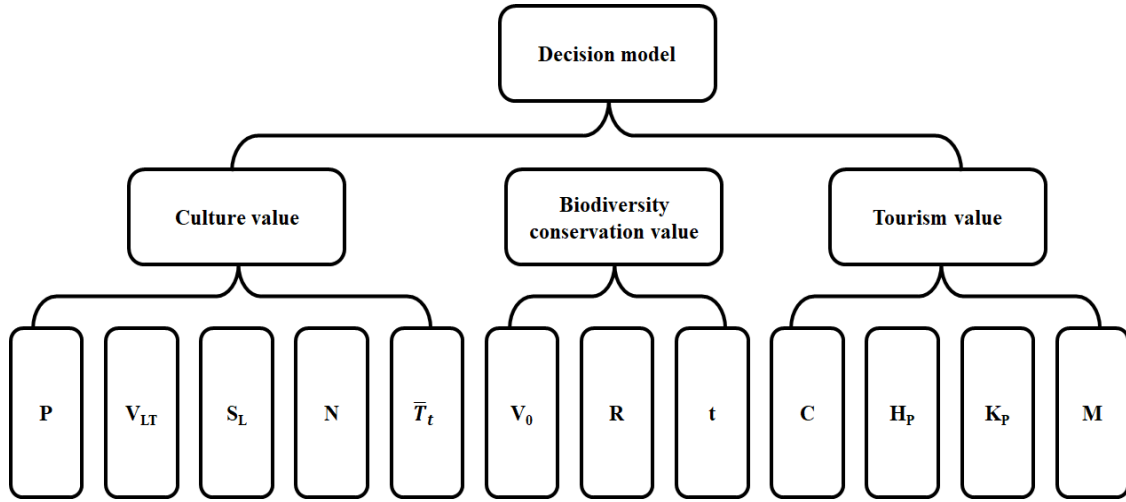 Decision model
Culture value
Biodiversity
conservation value
Tourism value
P
V_LT
S_L
N
T̅_t
V_0
R
t
C
H_P
K_P
M